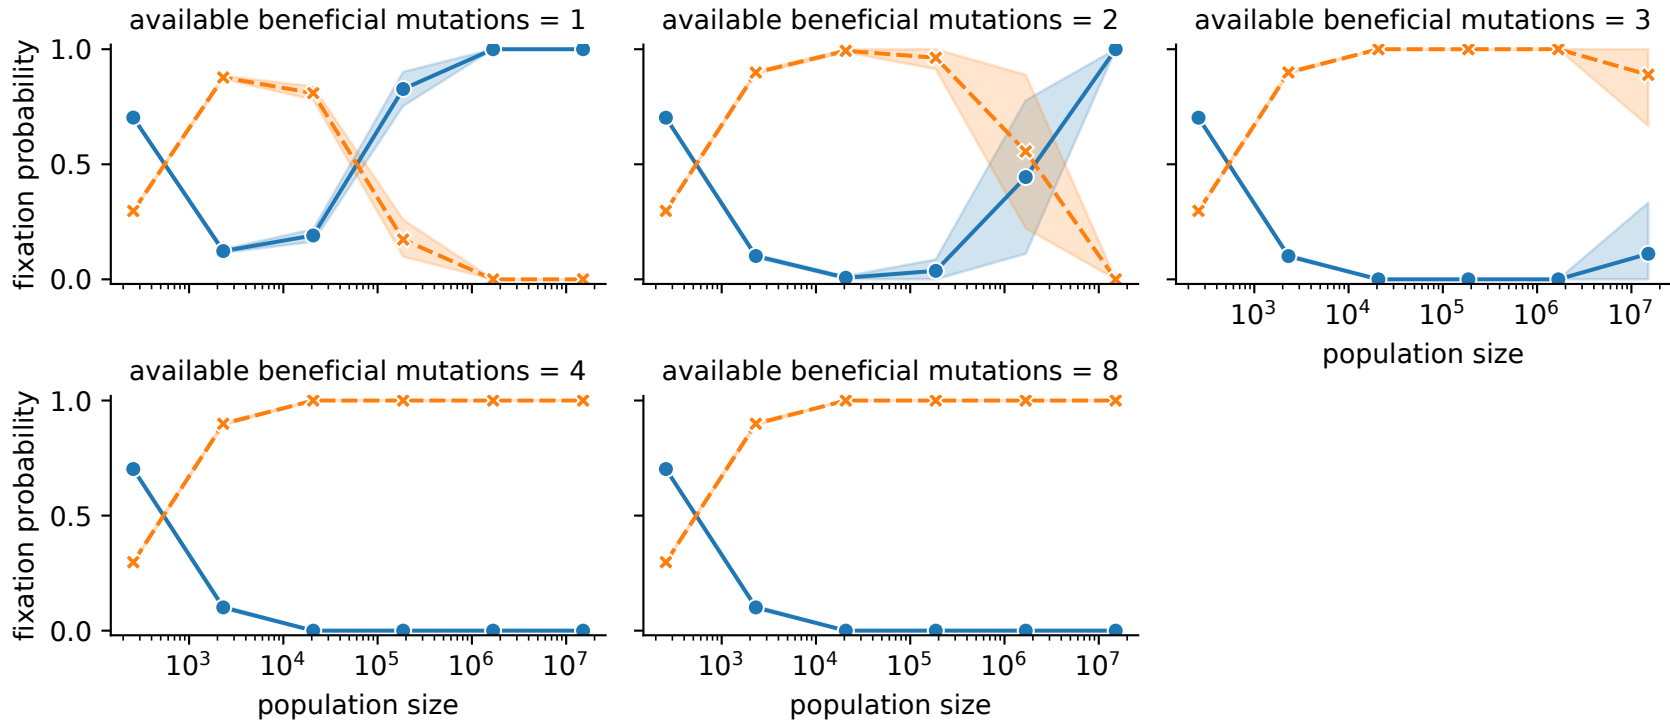 available beneficial mutations = 1
available beneficial mutations = 2
available beneficial mutations = 3
fixation probability
1.0
0.5
0.0
10³ 10⁴ 10⁵ 10⁶ 10⁷
population size
available beneficial mutations = 4
available beneficial mutations = 8
fixation probability
1.0
0.5
0.0
10³ 10⁴ 10⁵ 10⁶ 10⁷
10³ 10⁴ 10⁵ 10⁶ 10⁷
population size
population size